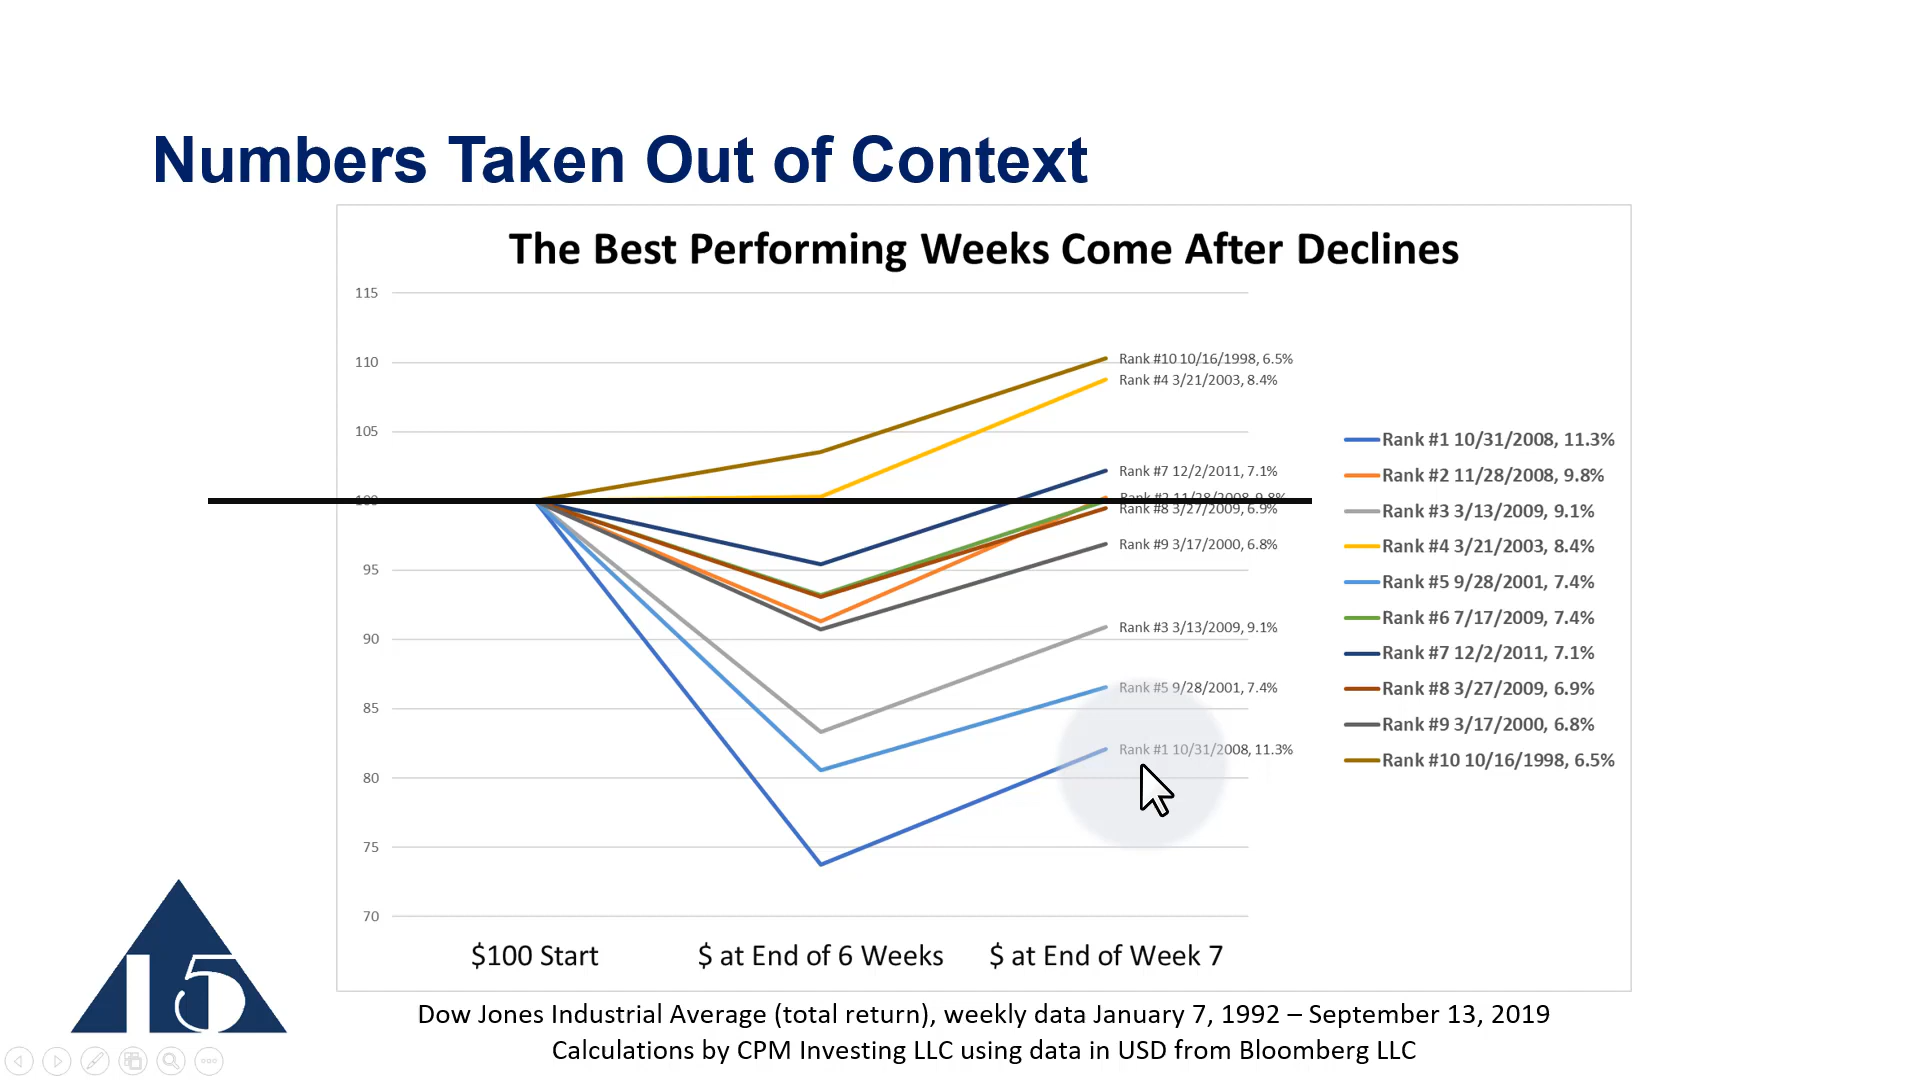 Numbers Taken Out of Context
The Best Performing Weeks Come After Declines
115
110
105
100
95
90
85
80
75
70
Rank #10 10/16/1998, 6.5%
Rank #4 3/21/2003, 8.4%
Rank #7 12/2/2011, 7.1%
Rank #2 11/28/2008, 9.8%
Rank #8 3/27/2009, 6.9%
Rank #9 3/17/2000, 6.8%
Rank #3 3/13/2009, 9.1%
Rank #5 9/28/2001, 7.4%
Rank #1 10/31/2008, 11.3%
Rank #1 10/31/2008, 11.3%
Rank #2 11/28/2008, 9.8%
Rank #3 3/13/2009, 9.1%
Rank #4 3/21/2003, 8.4%
Rank #5 9/28/2001, 7.4%
Rank #6 7/17/2009, 7.4%
Rank #7 12/2/2011, 7.1%
Rank #8 3/27/2009, 6.9%
Rank #9 3/17/2000, 6.8%
Rank #10 10/16/1998, 6.5%
$100 Start
$ at End of 6 Weeks
$ at End of Week 7
15
Dow Jones Industrial Average (total return), weekly data January 7, 1992 – September 13, 2019
Calculations by CPM Investing LLC using data in USD from Bloomberg LLC